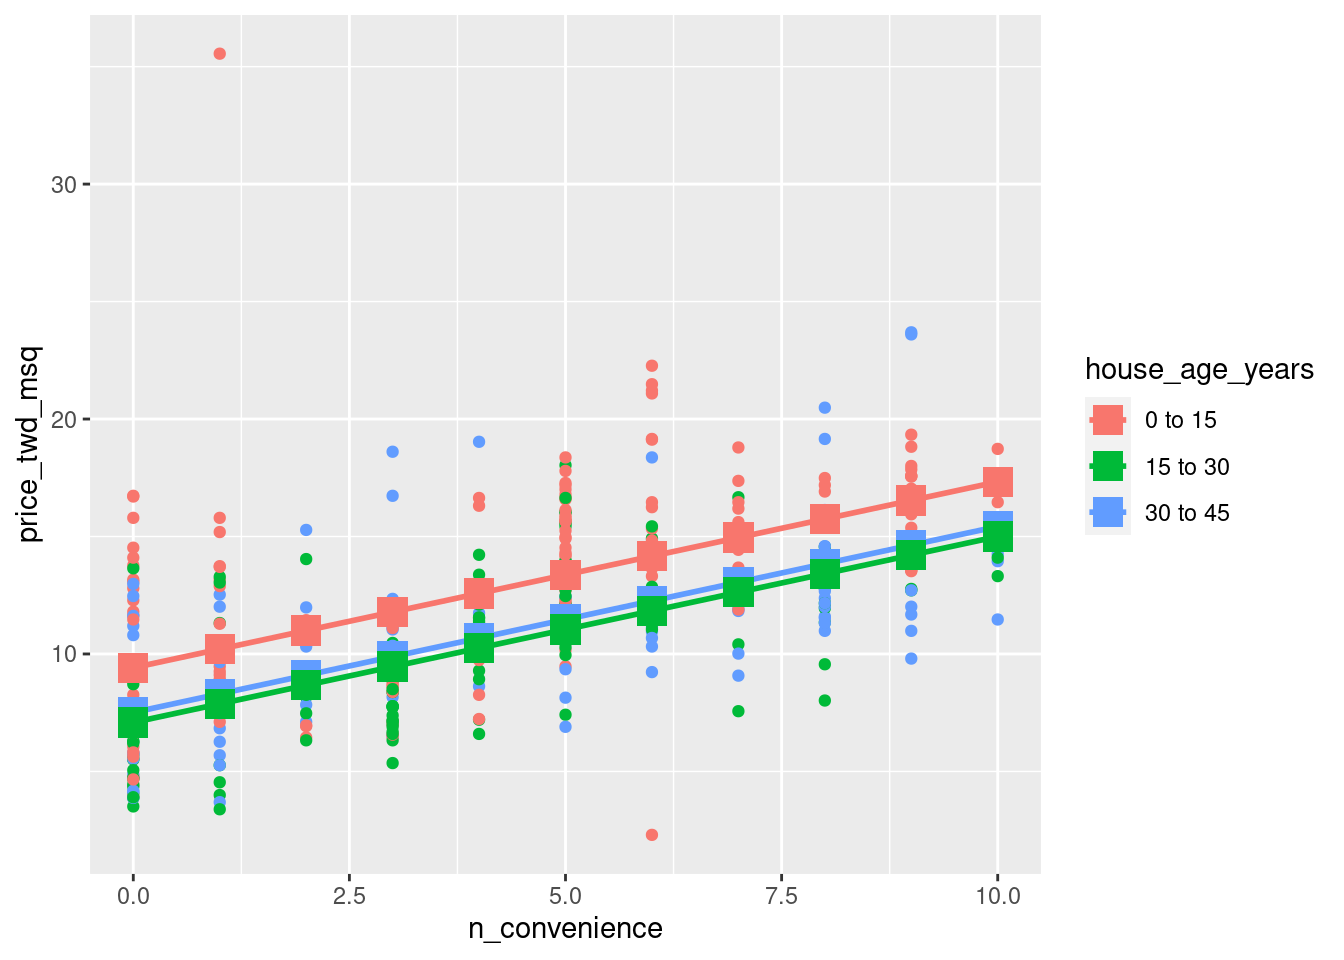 price_twd_msq
30
20
10
0.0 2.5 5.0 7.5 10.0
n_convenience
house_age_years
0 to 15
15 to 30
30 to 45